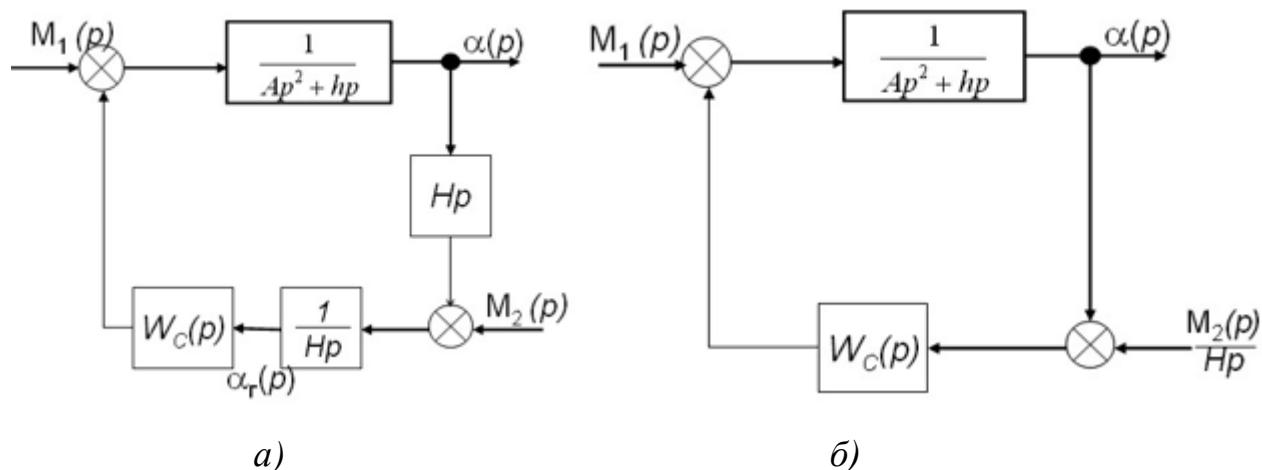 M₁(p) 1 α(p) M₁(p) 1 α(p)
Ap² + hp Ap² + hp
Hp
M₂(p) M₂(p)
W_C(p) 1 W_C(p) Hp
Hp
α_г(p)
а) б)